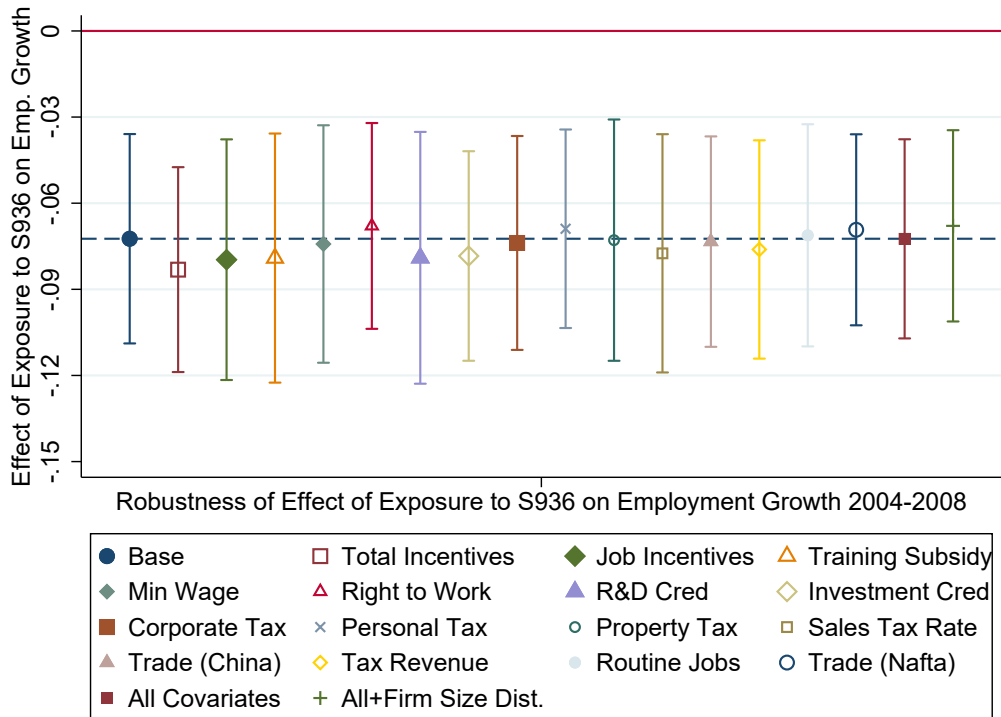 Effect of Exposure to S936 on Emp. Growth
0
-.03
-.06
-.09
-.12
-.15
Robustness of Effect of Exposure to S936 on Employment Growth 2004-2008
Base Total Incentives Job Incentives Training Subsidy
Min Wage Right to Work R&D Cred Investment Cred
Corporate Tax Personal Tax Property Tax Sales Tax Rate
Trade (China) Tax Revenue Routine Jobs Trade (Nafta)
All Covariates All+Firm Size Dist.